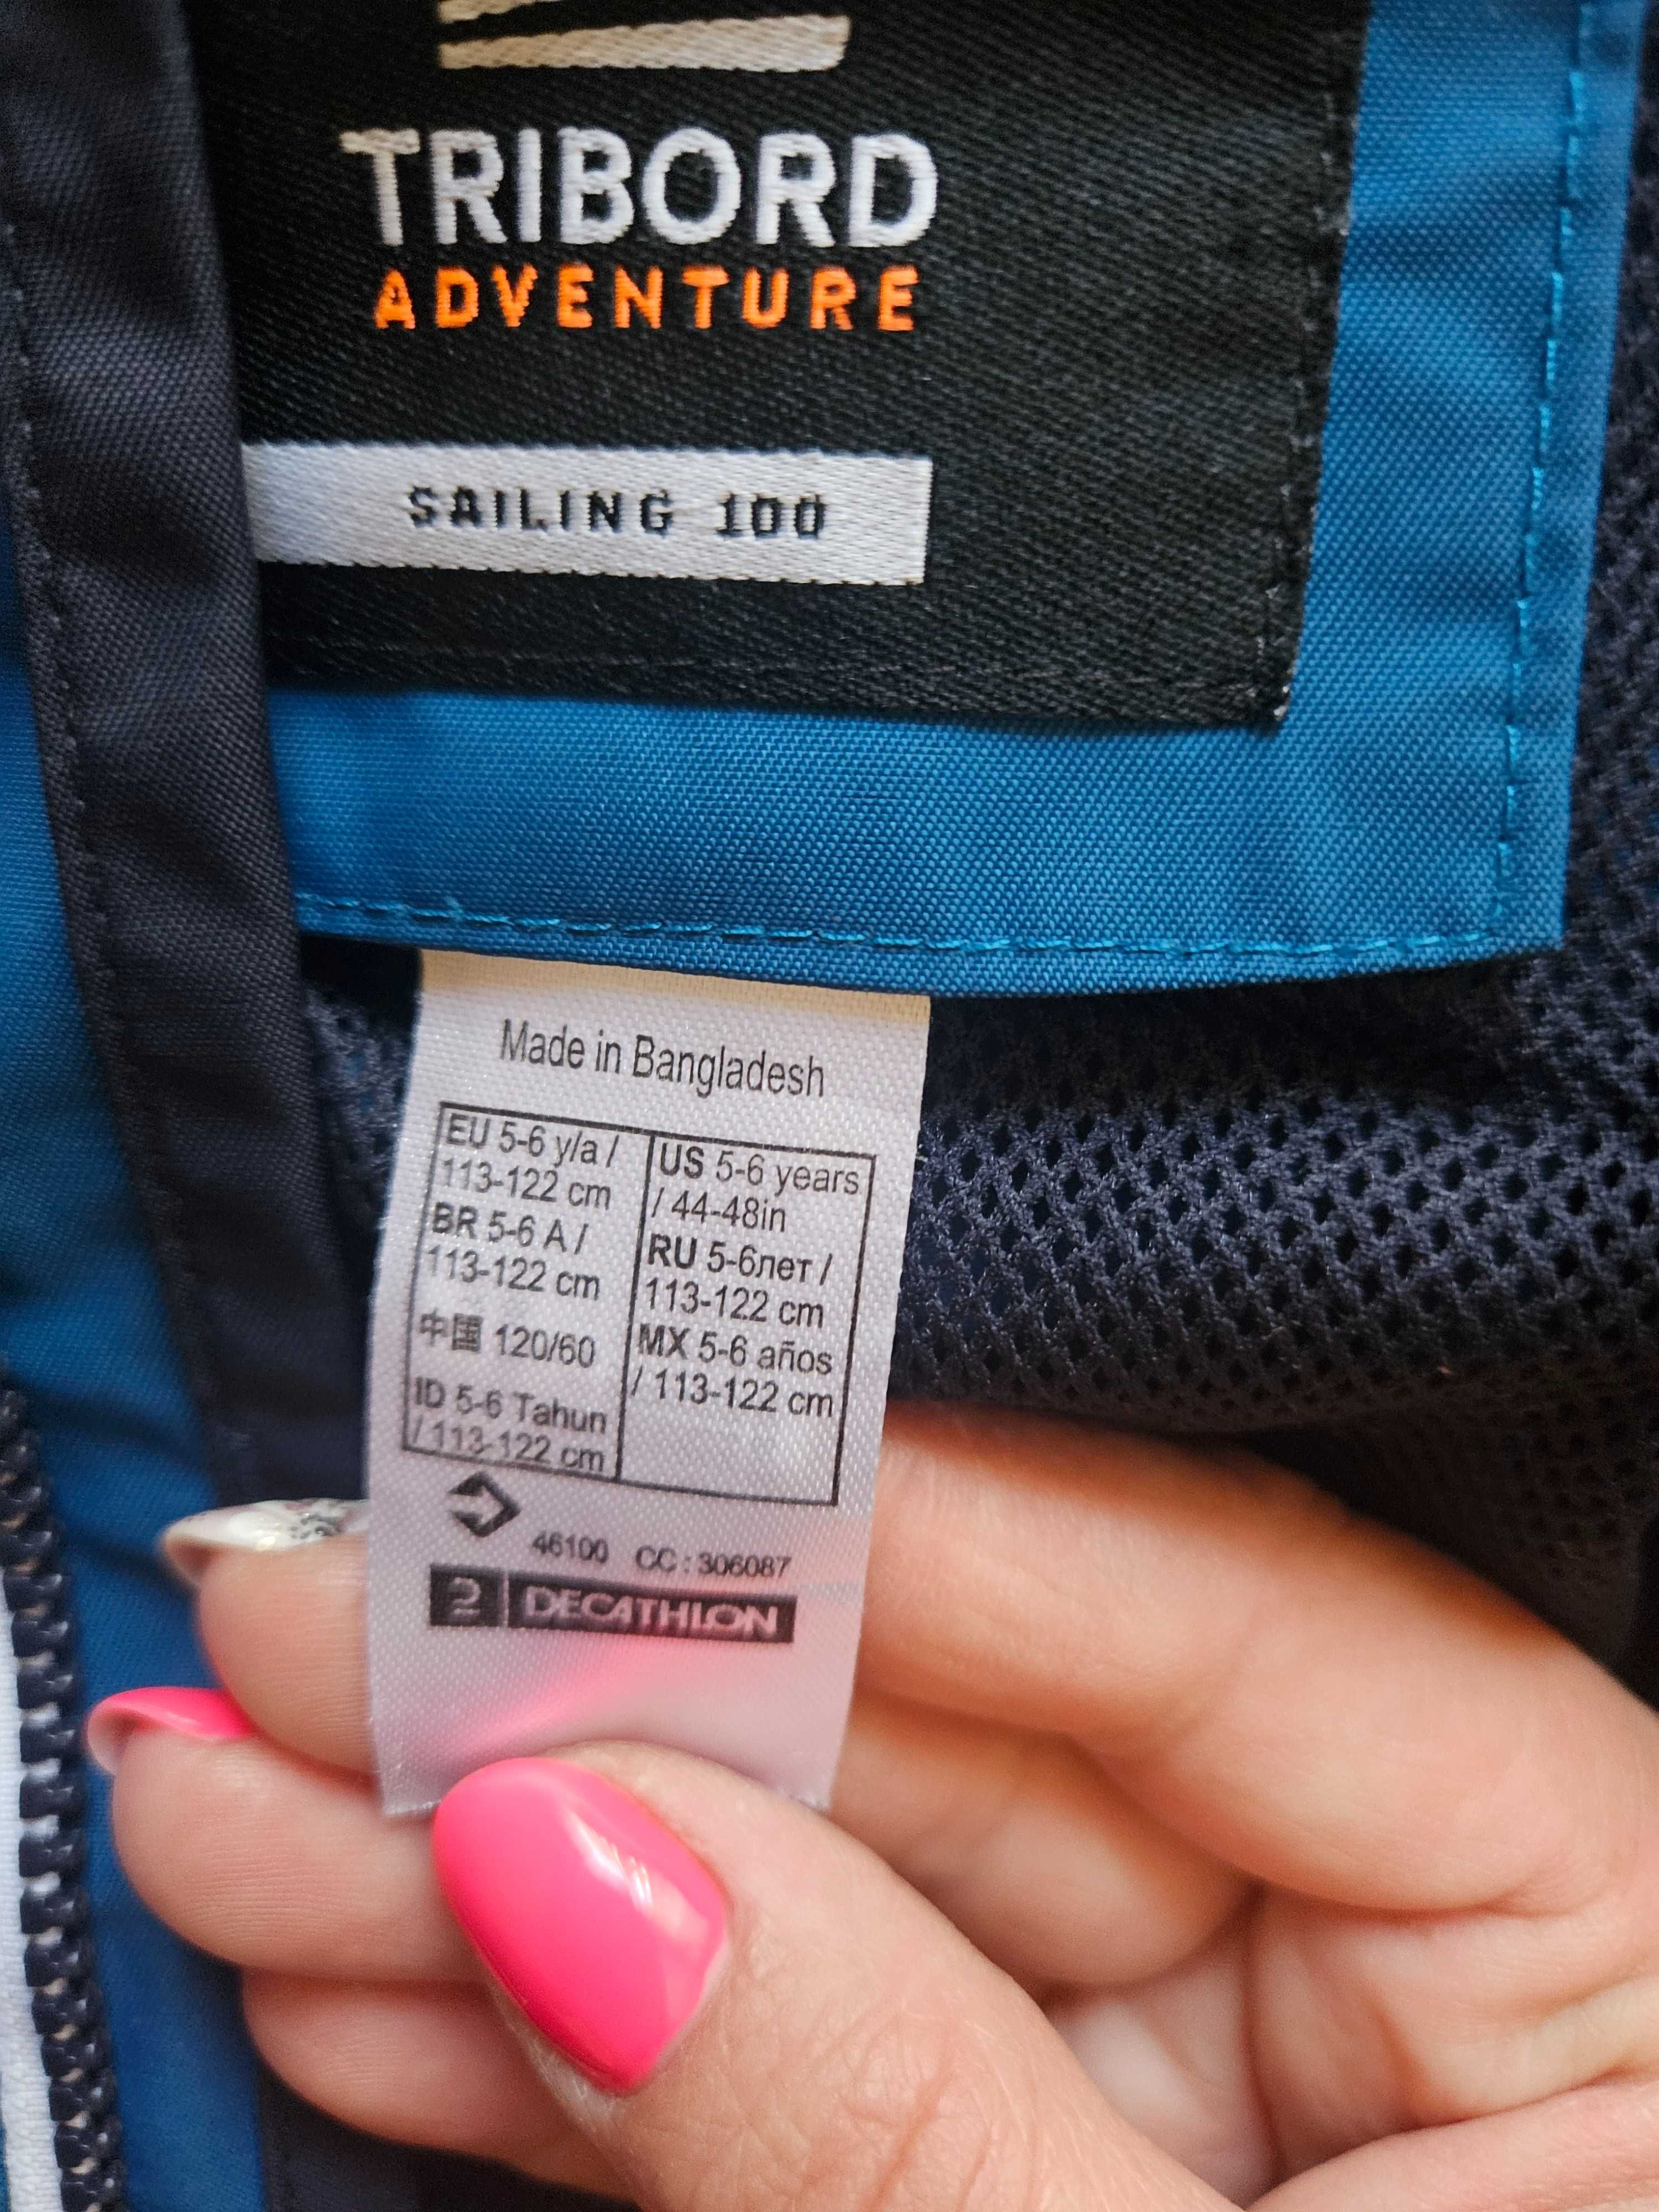 TRIBORD
ADVENTURE
SAILING 100
Made in Bangladesh
EU 5-6 y/a /
113-122 cm
BR 5-6 A /
113-122 cm
中国 120/60
ID 5-6 Tahun
/ 113-122 cm
US 5-6 years
/ 44-48in
RU 5-6лет /
113-122 cm
MX 5-6 años
/ 113-122 cm
46100 CC : 306087
2 DECATHLON